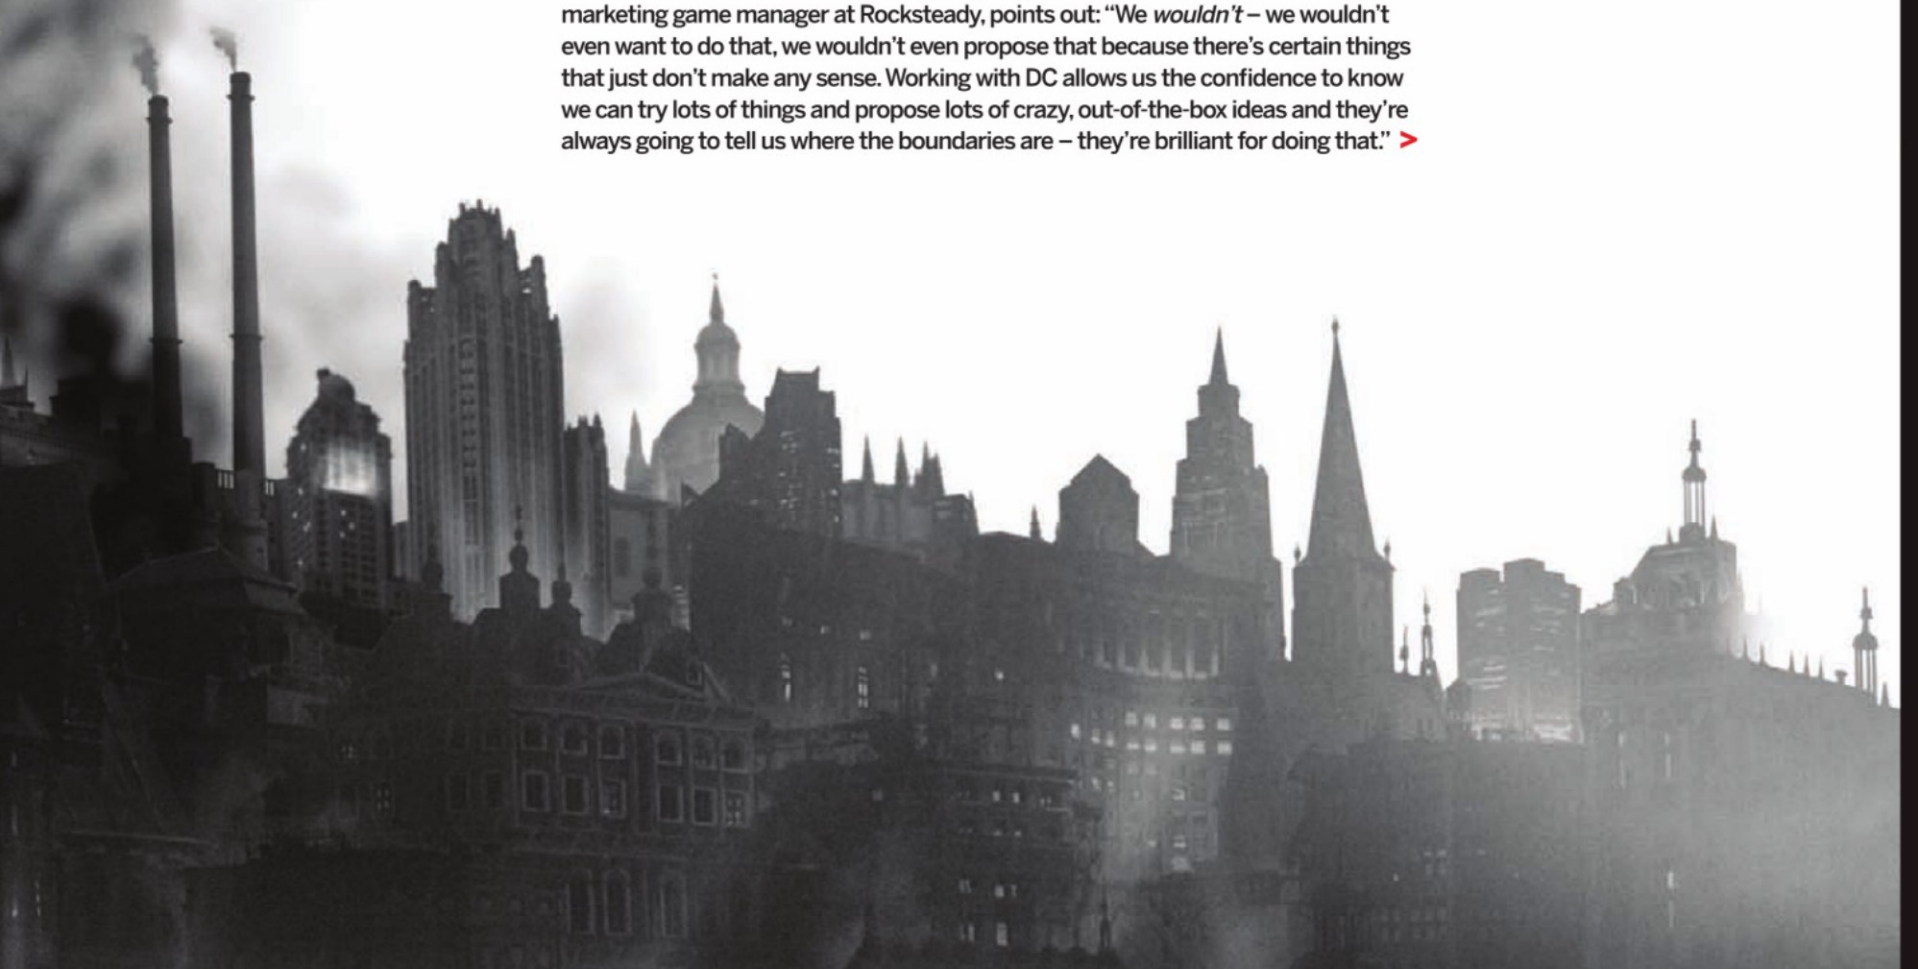 marketing game manager at Rocksteady, points out: “We wouldn’t – we wouldn’t
even want to do that, we wouldn’t even propose that because there’s certain things
that just don’t make any sense. Working with DC allows us the confidence to know
we can try lots of things and propose lots of crazy, out-of-the-box ideas and they’re
always going to tell us where the boundaries are – they’re brilliant for doing that.” >